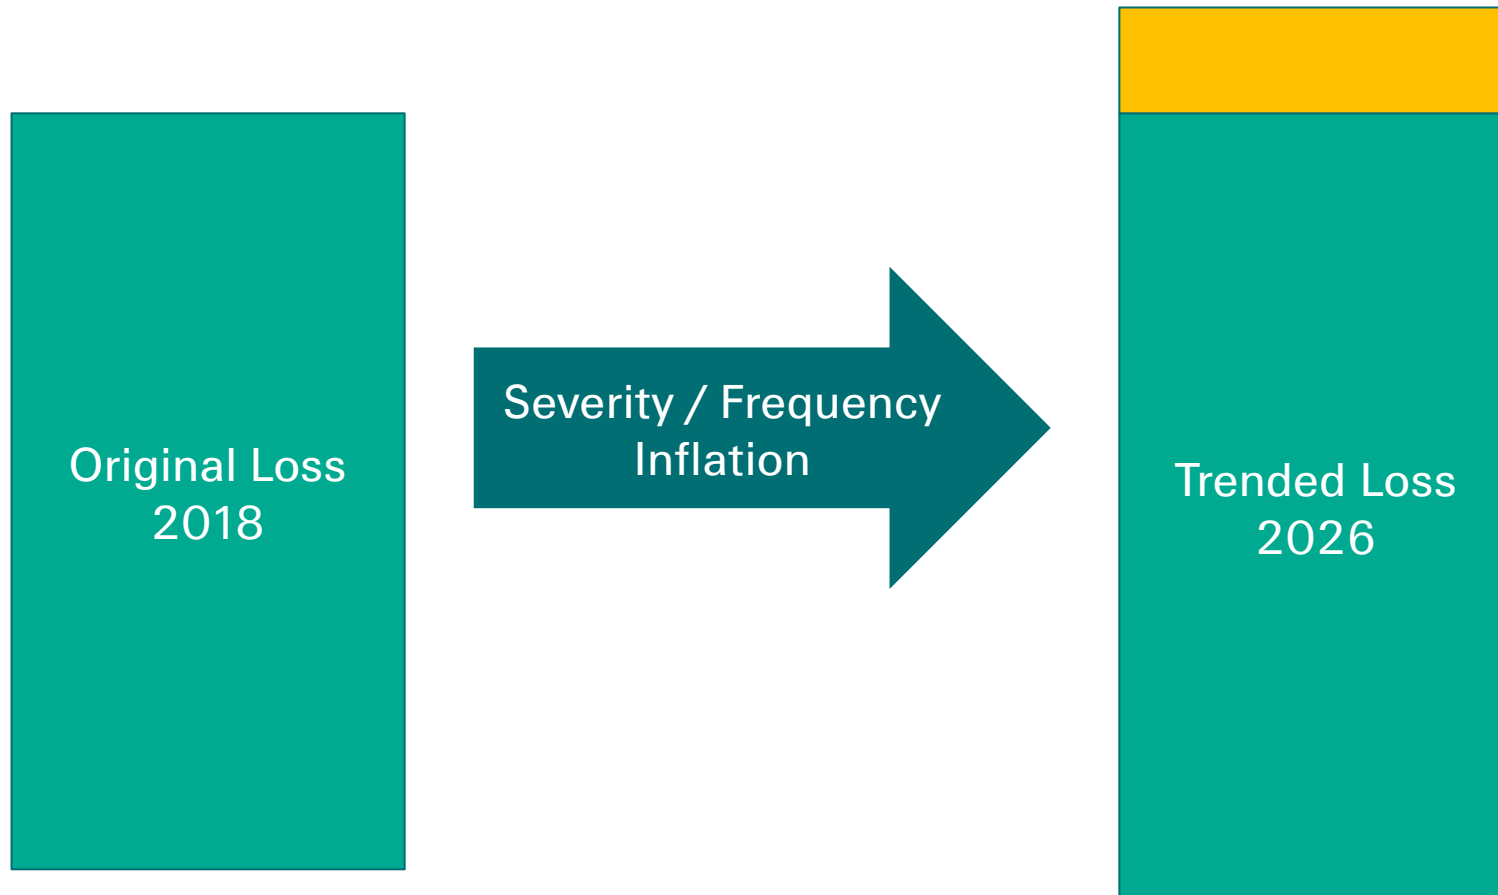 Original Loss
2018
Severity / Frequency
Inflation
Trended Loss
2026